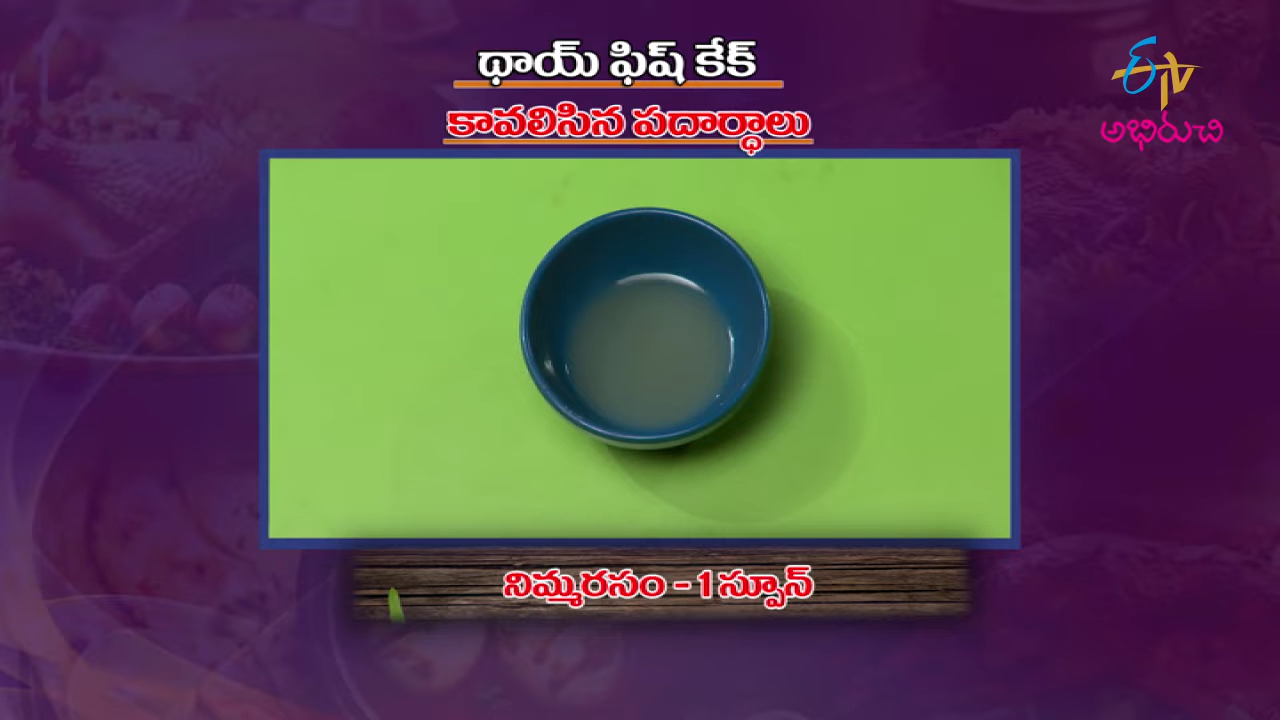 థాయ్ ఫిష్ కేక్
కావలిసిన పదార్థాలు
ETV
అభిరుచి
నిమ్మరసం - 1 స్పూన్